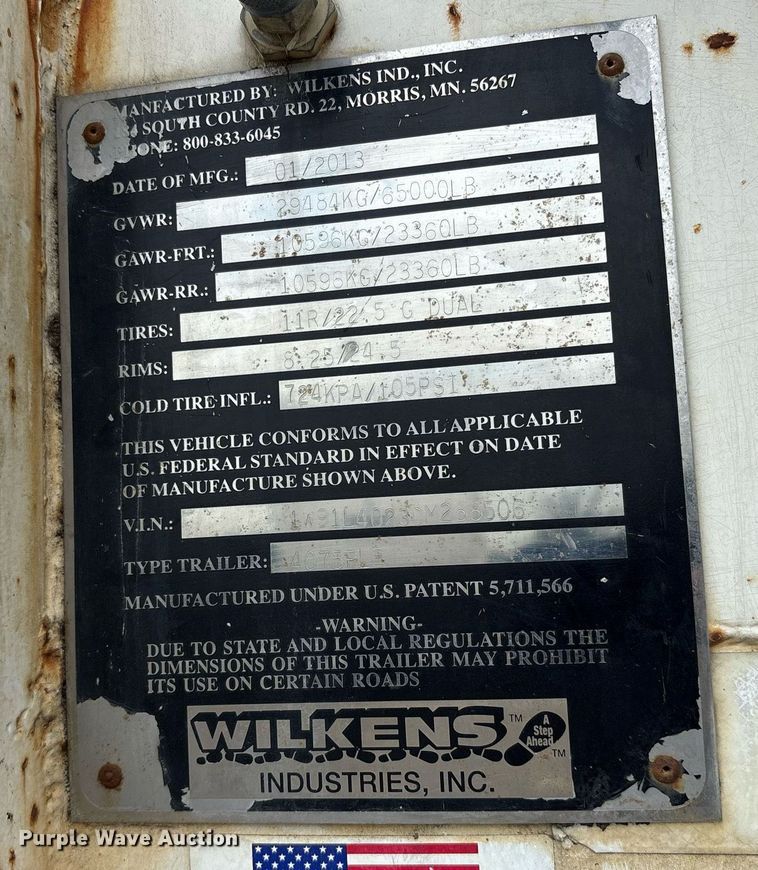 MANFACTURED BY: WILKENS IND., INC.
SOUTH COUNTY RD. 22, MORRIS, MN. 56267
PHONE: 800-833-6045
DATE OF MFG.: 01/2013
GVWR: 29484KG/65000LB
GAWR-FRT.: 10596KG/23360LB
GAWR-RR.: 10596KG/23360LB
TIRES: 11R/22.5 G DUAL
RIMS: 8.25/24.5
COLD TIRE INFL.: 724KPA/105PSI
THIS VEHICLE CONFORMS TO ALL APPLICABLE
U.S. FEDERAL STANDARD IN EFFECT ON DATE
OF MANUFACTURE SHOWN ABOVE.
V.I.N.:
TYPE TRAILER:
MANUFACTURED UNDER U.S. PATENT 5,711,566
-WARNING-
DUE TO STATE AND LOCAL REGULATIONS THE
DIMENSIONS OF THIS TRAILER MAY PROHIBIT
ITS USE ON CERTAIN ROADS
WILKENS TM
A
Step
Ahead
TM
INDUSTRIES, INC.
Purple Wave Auction